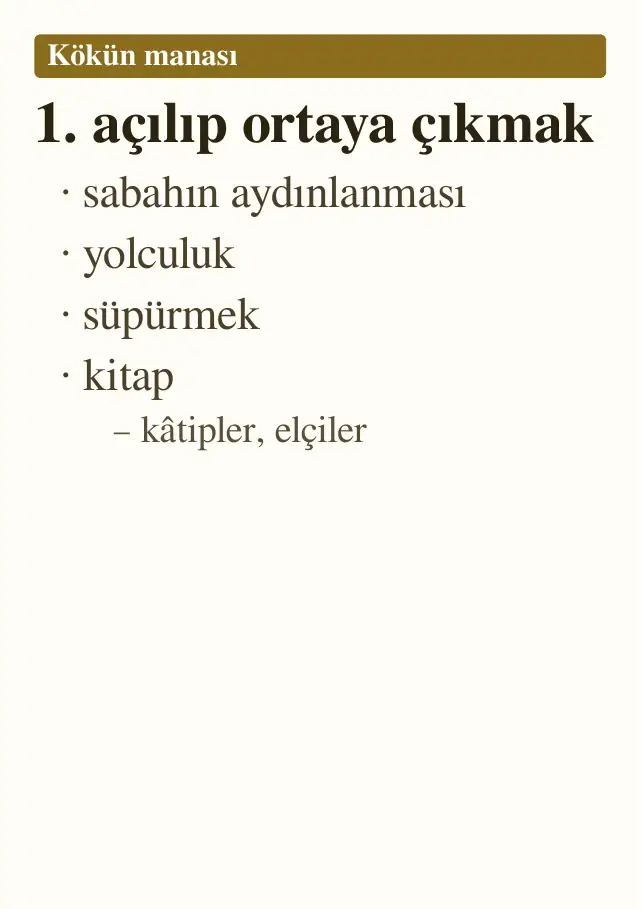 Kökün manası
1. açılıp ortaya çıkmak
· sabahın aydınlanması
· yolculuk
· süpürmek
· kitap
– kâtipler, elçiler